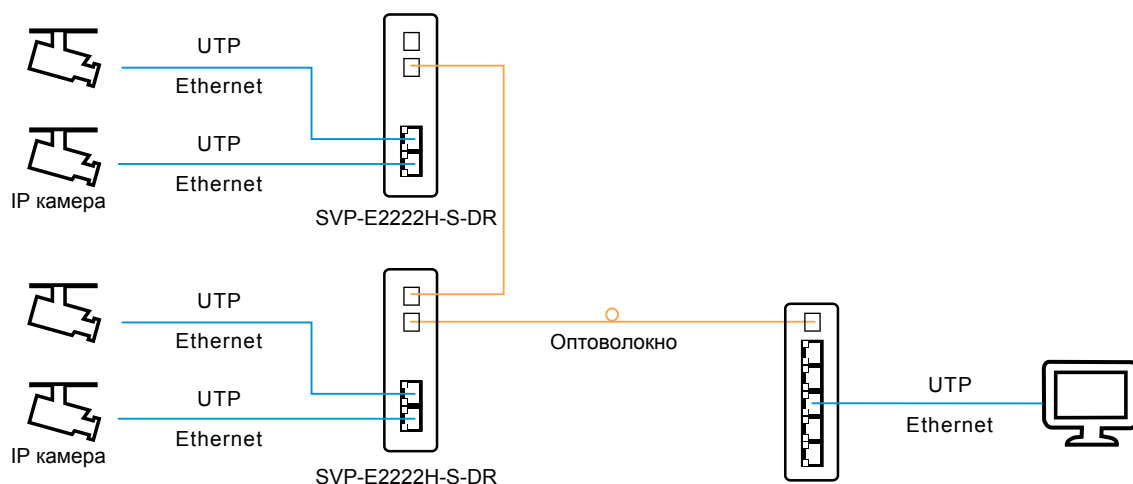 UTP
Ethernet
UTP
Ethernet
IP камера
SVP-E2222H-S-DR
UTP
Ethernet
Оптоволокно
UTP
Ethernet
UTP
Ethernet
IP камера
SVP-E2222H-S-DR